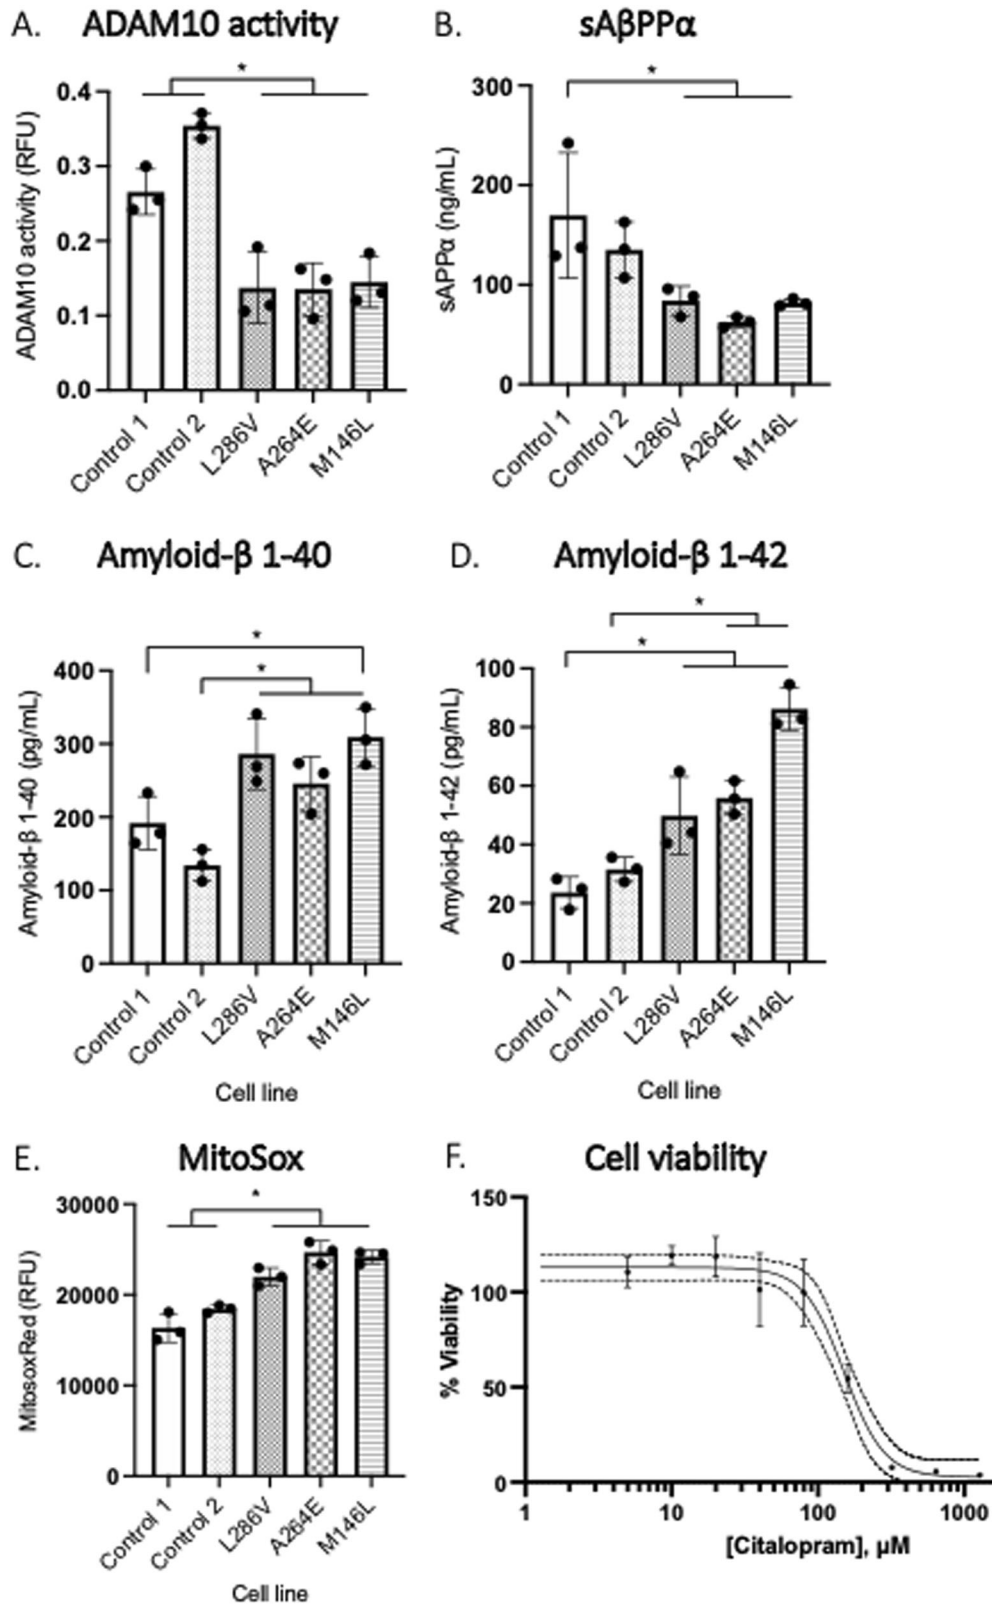 A. ADAM10 activity
*
ADAM10 activity (RFU)
0.4
0.3
0.2
0.1
0.0
Control 1
Control 2
L286V
A264E
M146L
B. sAβPPα
*
sAPPα (ng/mL)
300
200
100
0
Control 1
Control 2
L286V
A264E
M146L
C. Amyloid-β 1-40
*
*
Amyloid-β 1-40 (pg/mL)
400
300
200
100
0
Control 1
Control 2
L286V
A264E
M146L
Cell line
D. Amyloid-β 1-42
*
*
Amyloid-β 1-42 (pg/mL)
100
80
60
40
20
0
Control 1
Control 2
L286V
A264E
M146L
Cell line
E. MitoSox
*
MitosoxRed (RFU)
30000
20000
10000
0
Control 1
Control 2
L286V
A264E
M146L
Cell line
F. Cell viability
% Viability
150
100
50
0
1
10
100
1000
[Citalopram], µM